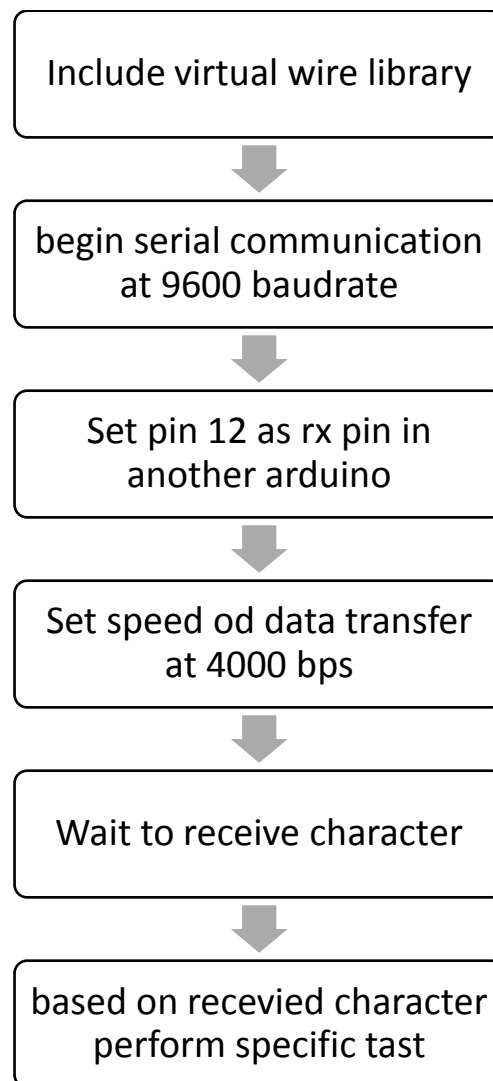 Include virtual wire library
begin serial communication
at 9600 baudrate
Set pin 12 as rx pin in
another arduino
Set speed od data transfer
at 4000 bps
Wait to receive character
based on recevied character
perform specific tast